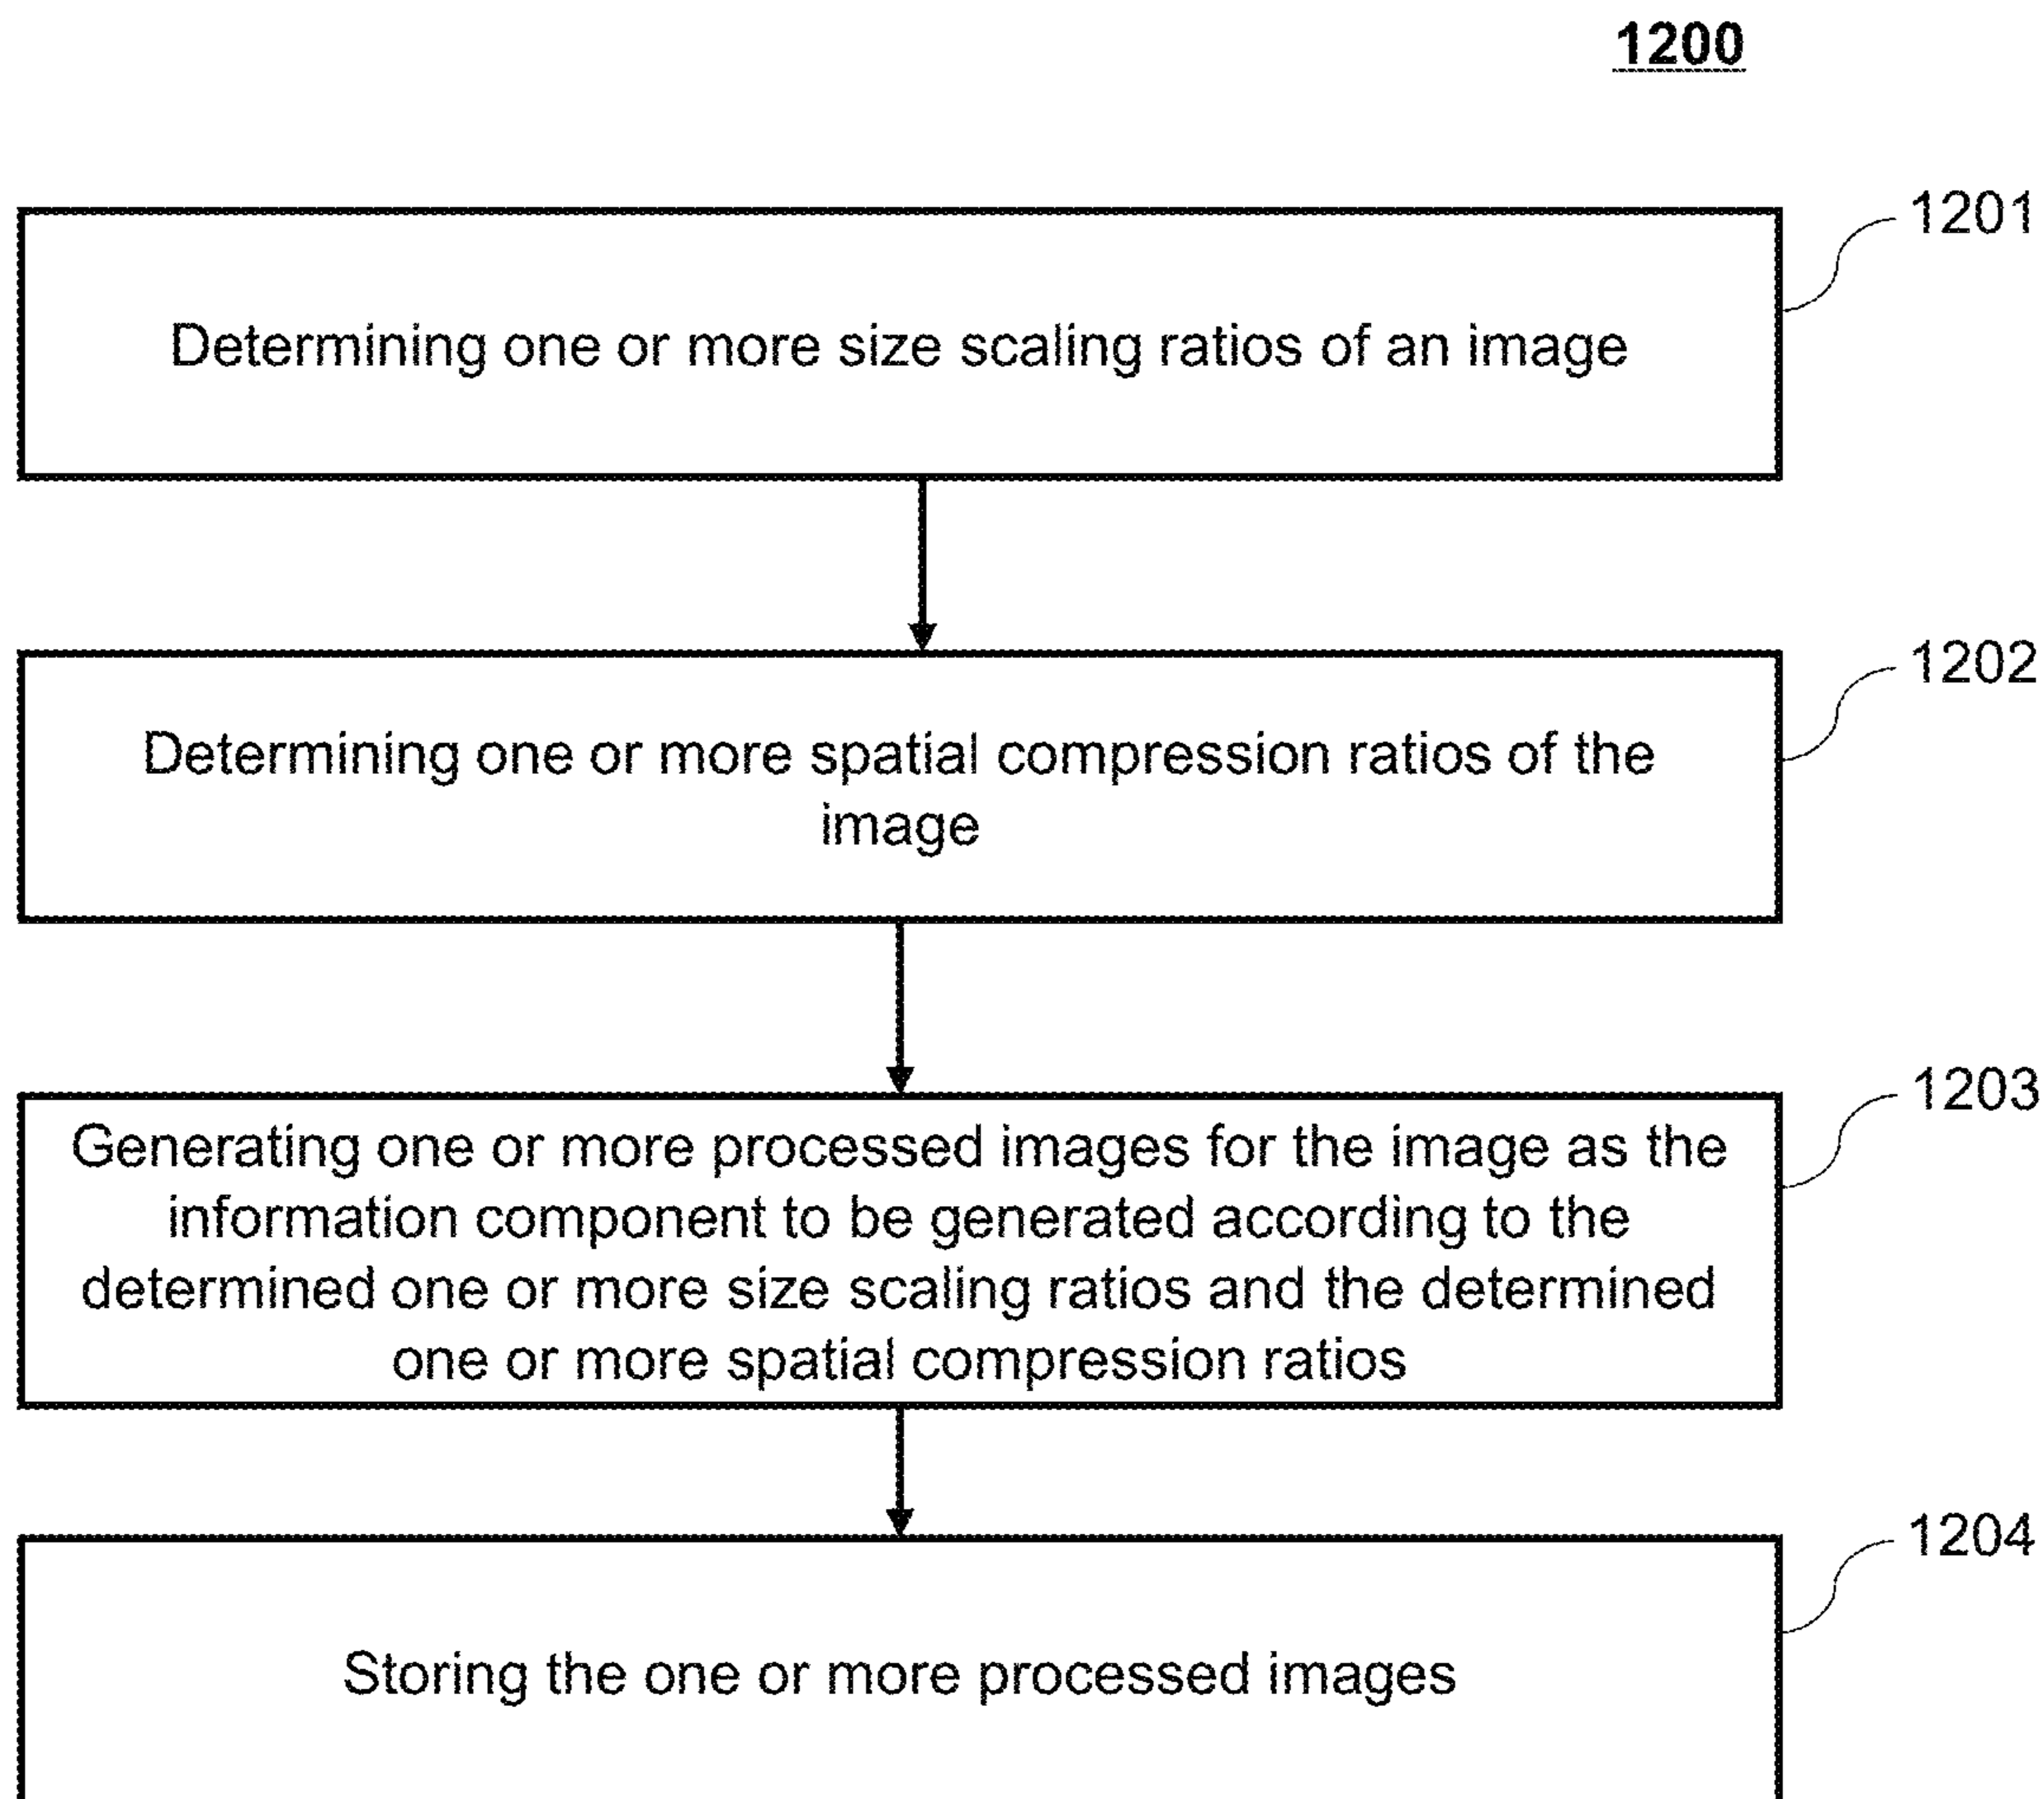 1200
1201
Determining one or more size scaling ratios of an image
1202
Determining one or more spatial compression ratios of the
image
1203
Generating one or more processed images for the image as the
information component to be generated according to the
determined one or more size scaling ratios and the determined
one or more spatial compression ratios
1204
Storing the one or more processed images